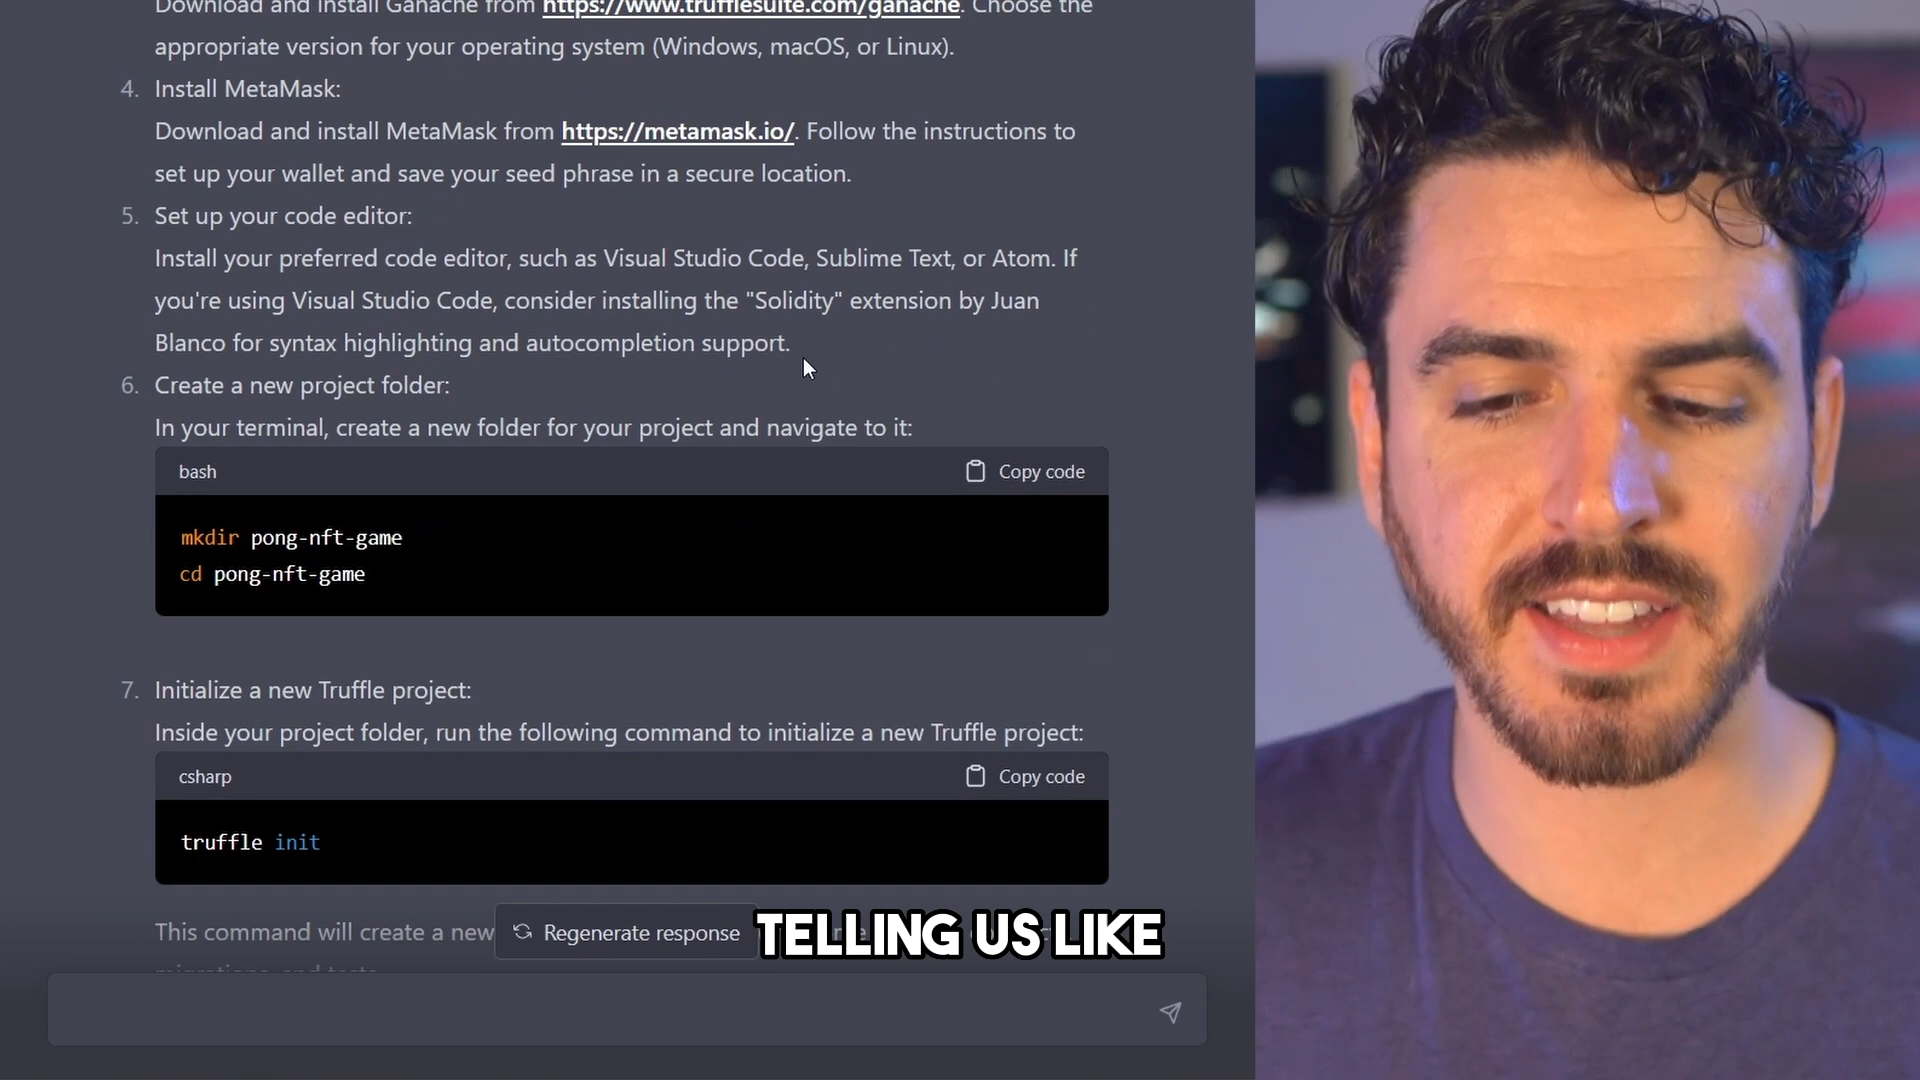 Download and install Ganache from https://www.trufflesuite.com/ganache. Choose the
appropriate version for your operating system (Windows, macOS, or Linux).
4. Install MetaMask:
Download and install MetaMask from https://metamask.io/. Follow the instructions to
set up your wallet and save your seed phrase in a secure location.
5. Set up your code editor:
Install your preferred code editor, such as Visual Studio Code, Sublime Text, or Atom. If
you're using Visual Studio Code, consider installing the "Solidity" extension by Juan
Blanco for syntax highlighting and autocompletion support.
6. Create a new project folder:
In your terminal, create a new folder for your project and navigate to it:
bash Copy code
mkdir pong-nft-game
cd pong-nft-game
7. Initialize a new Truffle project:
Inside your project folder, run the following command to initialize a new Truffle project:
csharp Copy code
truffle init
This command will create a new
Regenerate response
TELLING US LIKE
migrations, and tests.